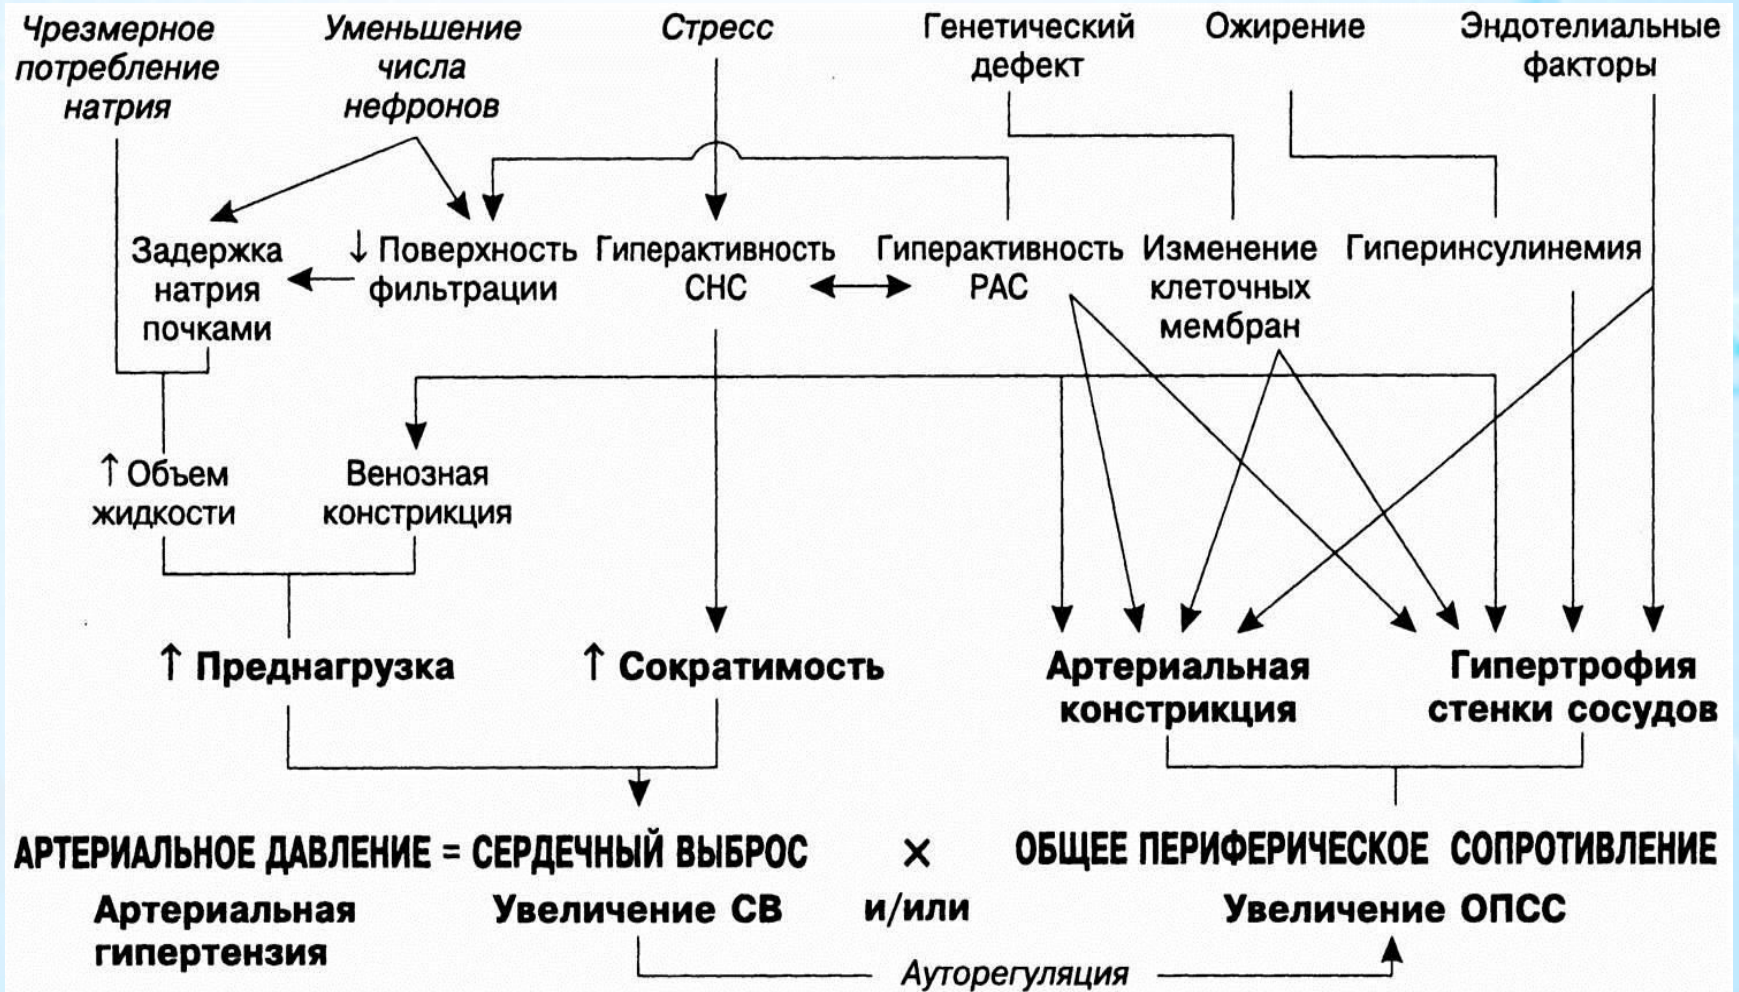 Чрезмерное
потребление
натрия
Уменьшение
числа
нефронов
Стресс
Генетический
дефект
Ожирение
Эндотелиальные
факторы
Задержка
натрия
почками
↓ Поверхность
фильтрации
Гиперактивность
СНС
Гиперактивность
РАС
Изменение
клеточных
мембран
Гиперинсулинемия
↑ Объем
жидкости
Венозная
констрикция
↑ Преднагрузка
↑ Сократимость
Артериальная
констрикция
Гипертрофия
стенки сосудов
АРТЕРИАЛЬНОЕ ДАВЛЕНИЕ = СЕРДЕЧНЫЙ ВЫБРОС × ОБЩЕЕ ПЕРИФЕРИЧЕСКОЕ СОПРОТИВЛЕНИЕ
Артериальная
гипертензия
Увеличение СВ и/или Увеличение ОПСС
Ауторегуляция